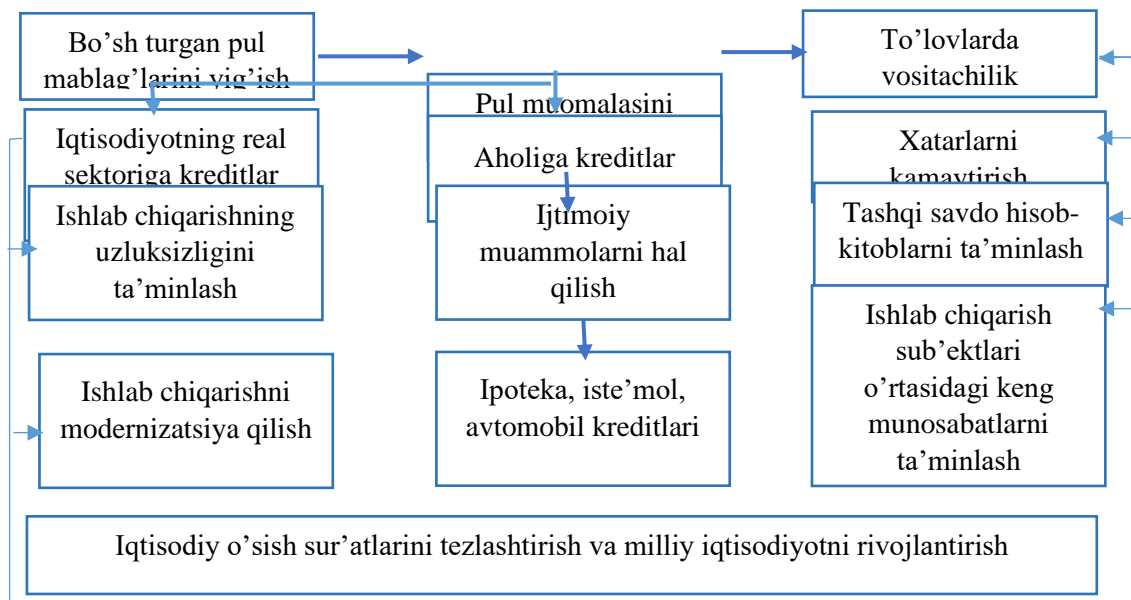 Bo’sh turgan pul
mablag’larini yig’ish
To’lovlarda
vositachilik
Pul muomalasini
Iqtisodiyotning real
sektoriga kreditlar
Aholiga kreditlar
Xatarlarni
kamaytirish
Ishlab chiqarishning
uzluksizligini
ta’minlash
Ijtimoiy
muammolarni hal
qilish
Tashqi savdo hisob-
kitoblarni ta’minlash
Ishlab chiqarish
sub’ektlari
o’rtasidagi keng
munosabatlarni
ta’minlash
Ishlab chiqarishni
modernizatsiya qilish
Ipoteka, iste’mol,
avtomobil kreditlari
Iqtisodiy o’sish sur’atlarini tezlashtirish va milliy iqtisodiyotni rivojlantirish